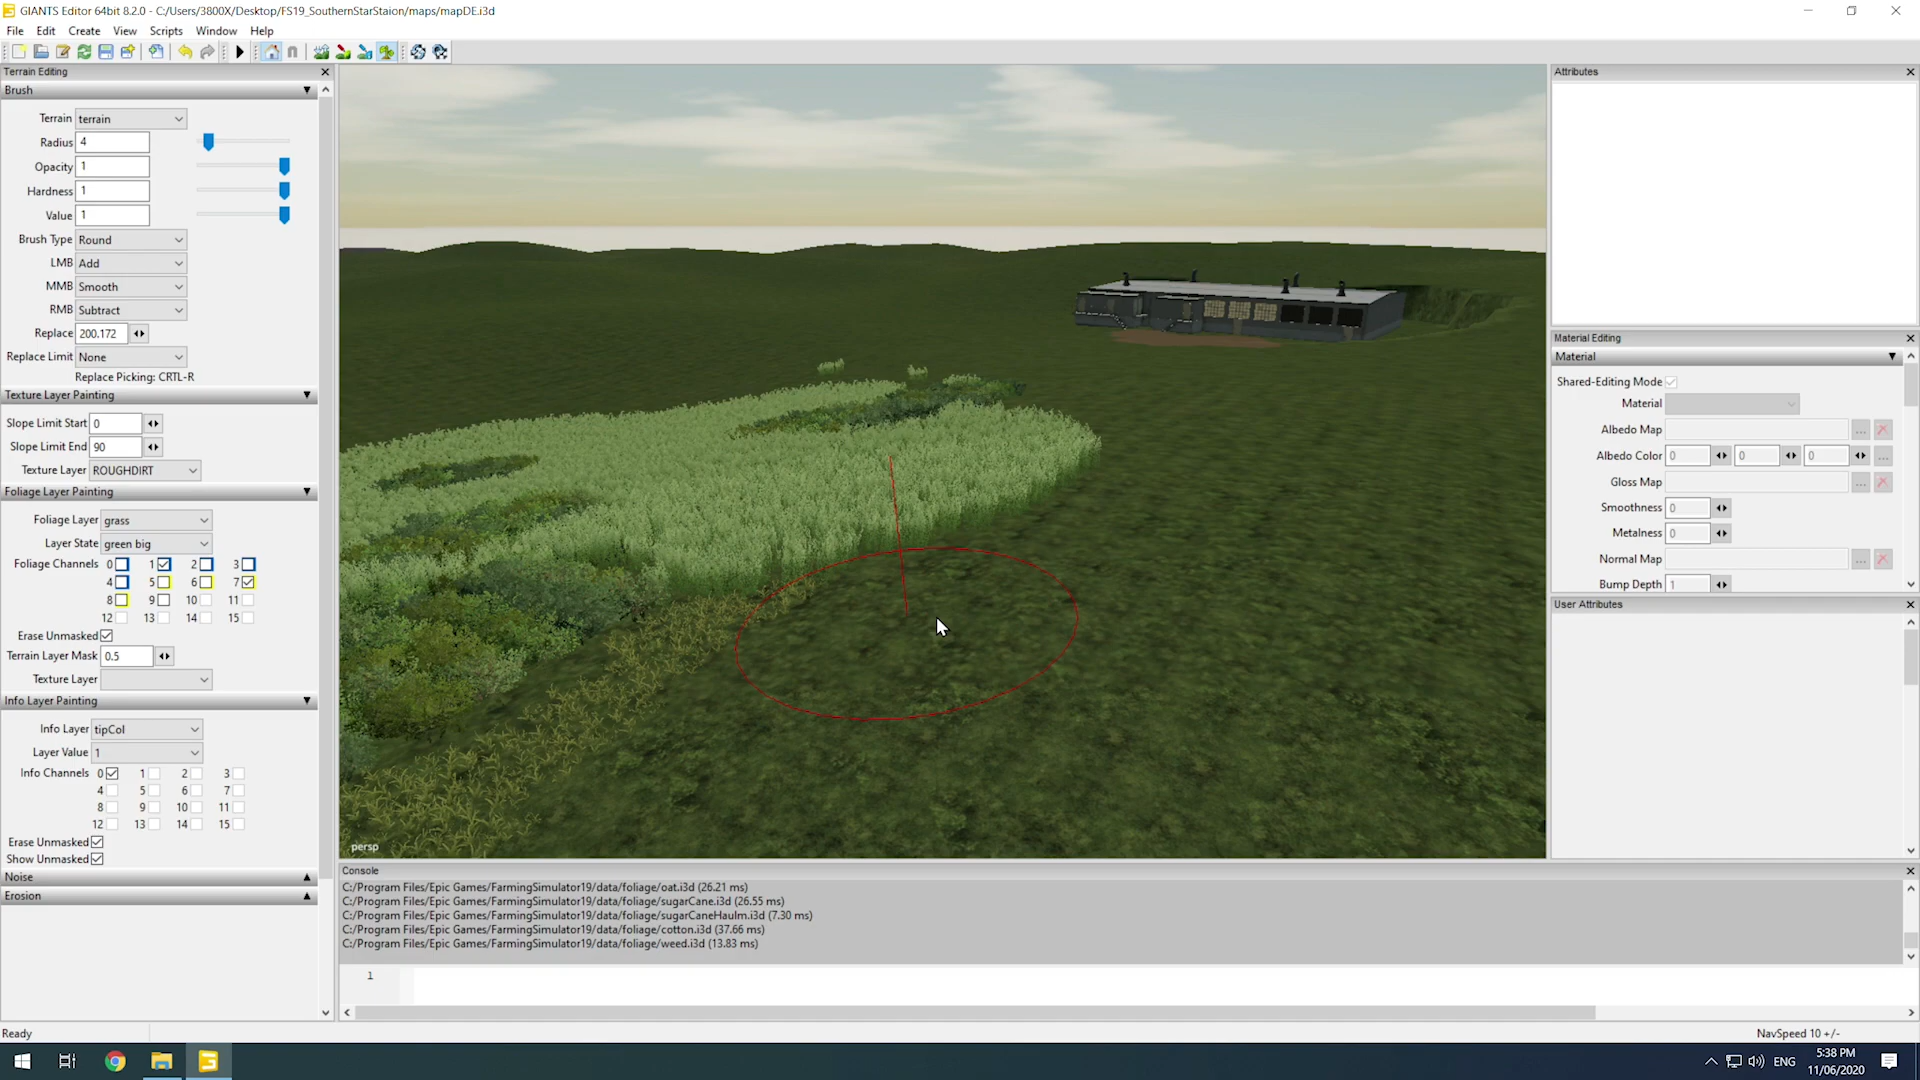 GIANTS Editor 64bit 8.2.0 - C:/Users/3800X/Desktop/FS19_SouthernStarStaion/maps/mapDE.i3d
File Edit Create View Scripts Window Help
Terrain Editing
Brush
Terrain terrain
Radius 4
Opacity 1
Hardness 1
Value 1
Brush Type Round
LMB Add
MMB Smooth
RMB Subtract
Replace 200.172
Replace Limit None
Replace Picking: CRTL-R
Texture Layer Painting
Slope Limit Start 0
Slope Limit End 90
Texture Layer ROUGHDIRT
Foliage Layer Painting
Foliage Layer grass
Layer State green big
Foliage Channels 0 1 2 3
4 5 6 7
8 9 10 11
12 13 14 15
Erase Unmasked
Terrain Layer Mask 0.5
Texture Layer
Info Layer Painting
Info Layer tipCol
Layer Value 1
Info Channels 0 1 2 3
4 5 6 7
8 9 10 11
12 13 14 15
Erase Unmasked
Show Unmasked
Noise
Erosion
persp
Console
C:/Program Files/Epic Games/FarmingSimulator19/data/foliage/oat.i3d (26.21 ms)
C:/Program Files/Epic Games/FarmingSimulator19/data/foliage/sugarCane.i3d (26.55 ms)
C:/Program Files/Epic Games/FarmingSimulator19/data/foliage/sugarCaneHaulm.i3d (7.30 ms)
C:/Program Files/Epic Games/FarmingSimulator19/data/foliage/cotton.i3d (37.66 ms)
C:/Program Files/Epic Games/FarmingSimulator19/data/foliage/weed.i3d (13.83 ms)
1
Attributes
Material Editing
Material
Shared-Editing Mode
Material
Albedo Map ...
Albedo Color 0 0 0 ...
Gloss Map ...
Smoothness 0
Metalness 0
Normal Map ...
Bump Depth 1
User Attributes
Ready
NavSpeed 10 +/-
ENG
5:38 PM
11/06/2020